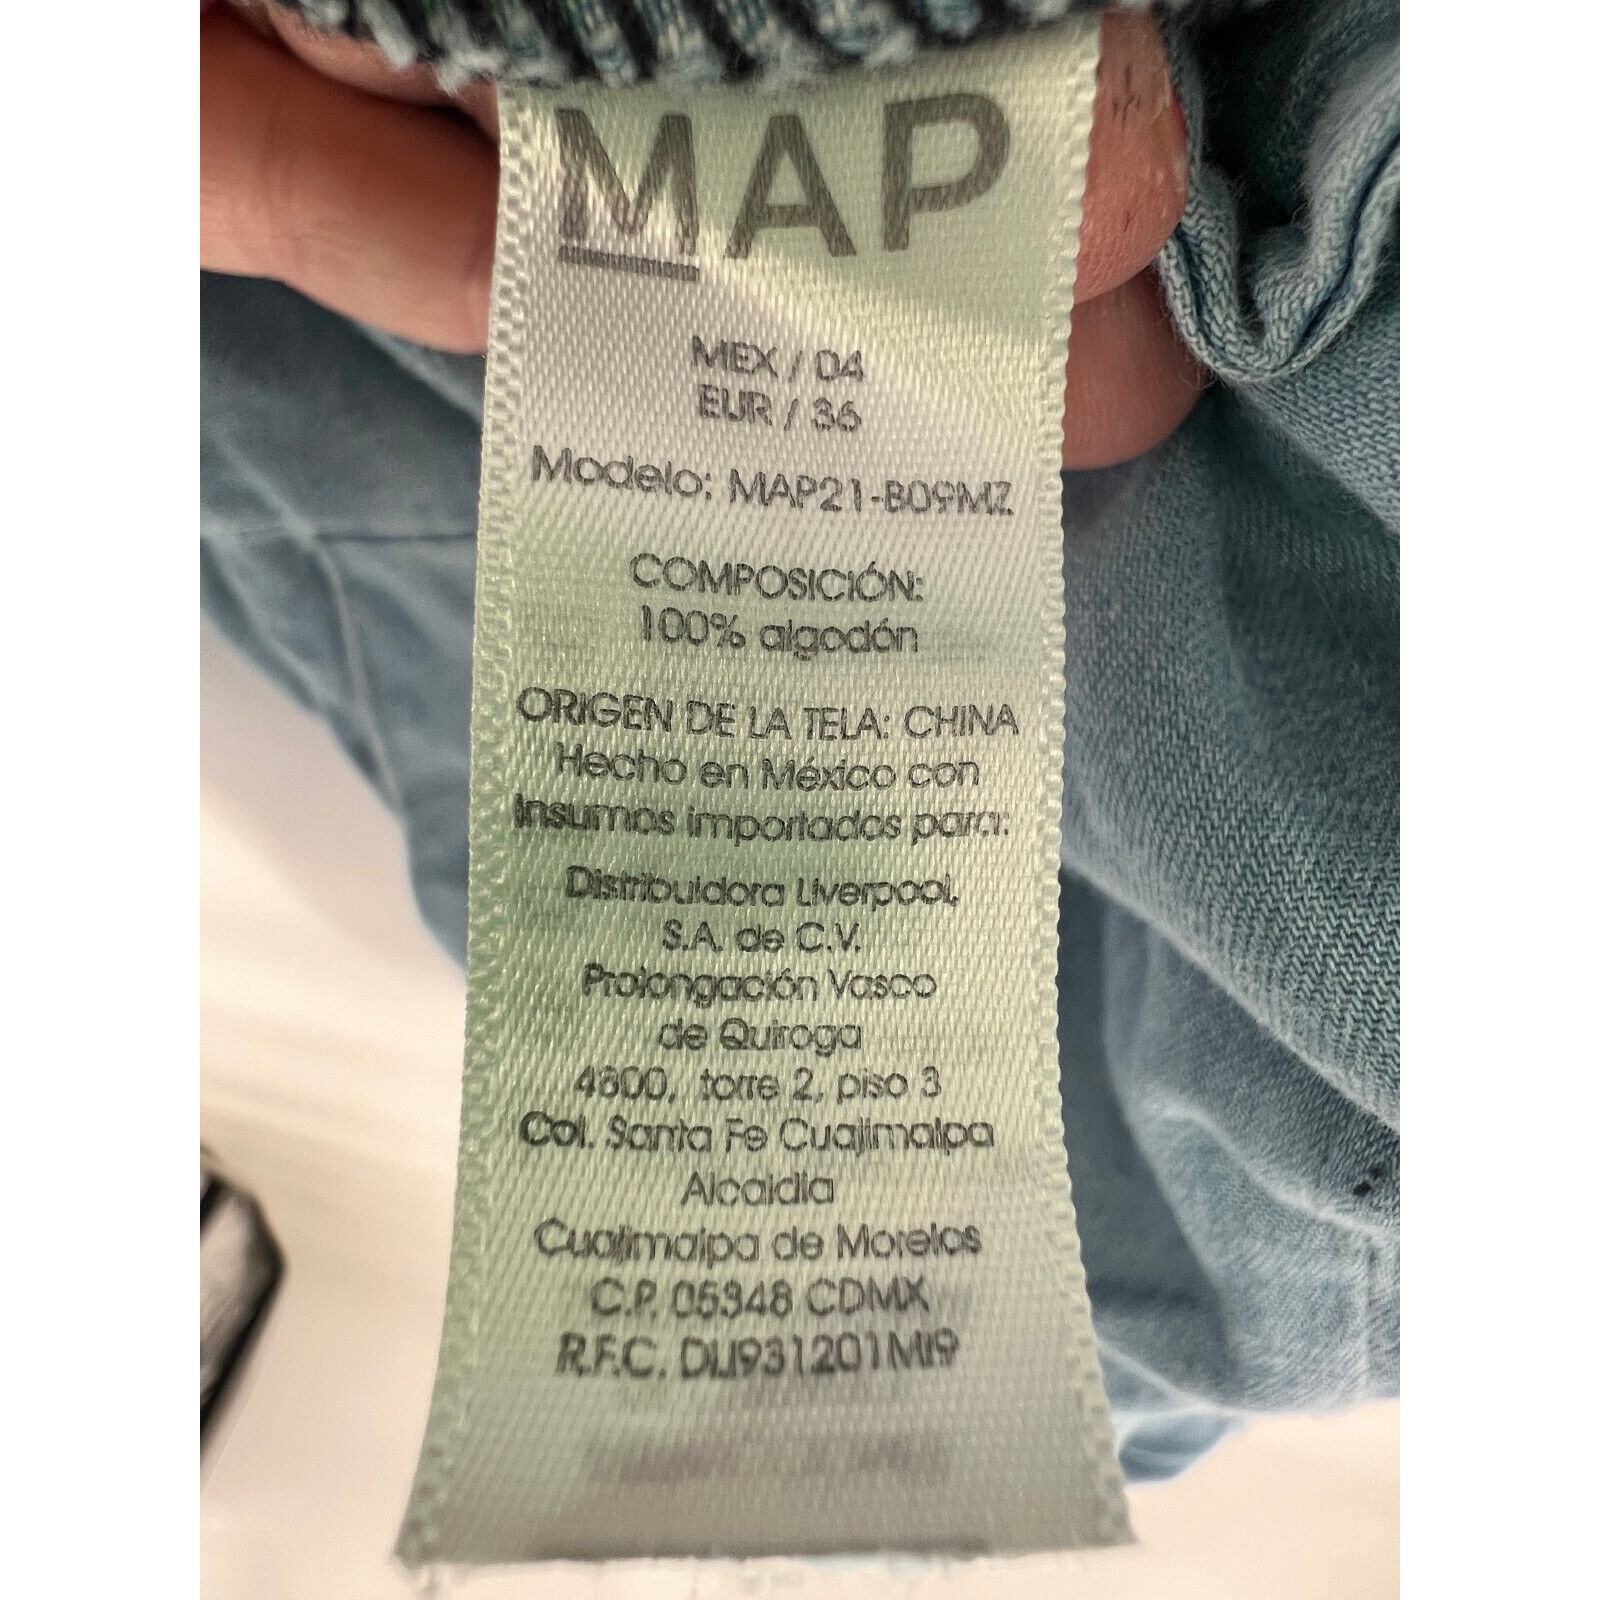 MAP
MEX / 04
EUR / 36
Modelo: MAP21-B09MZ
COMPOSICIÓN:
100% algodón
ORIGEN DE LA TELA: CHINA
Hecho en México con
Insumos importados para:
Distribuidora Liverpool,
S.A. de C.V.
Prolongación Vasco
de Quiroga
4800, torre 2, piso 3
Col. Santa Fe Cuajimalpa
Alcaldia
Cuajimalpa de Morelos
C.P. 05348 CDMX
R.F.C. DLI931201MI9